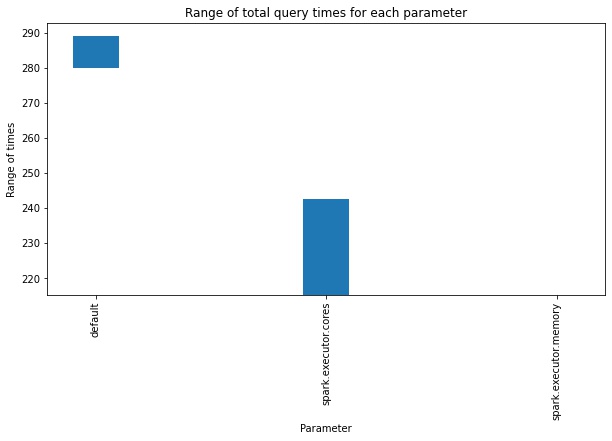 Range of total query times for each parameter
Range of times
290
280
270
260
250
240
230
220
default
spark.executor.cores
spark.executor.memory
Parameter